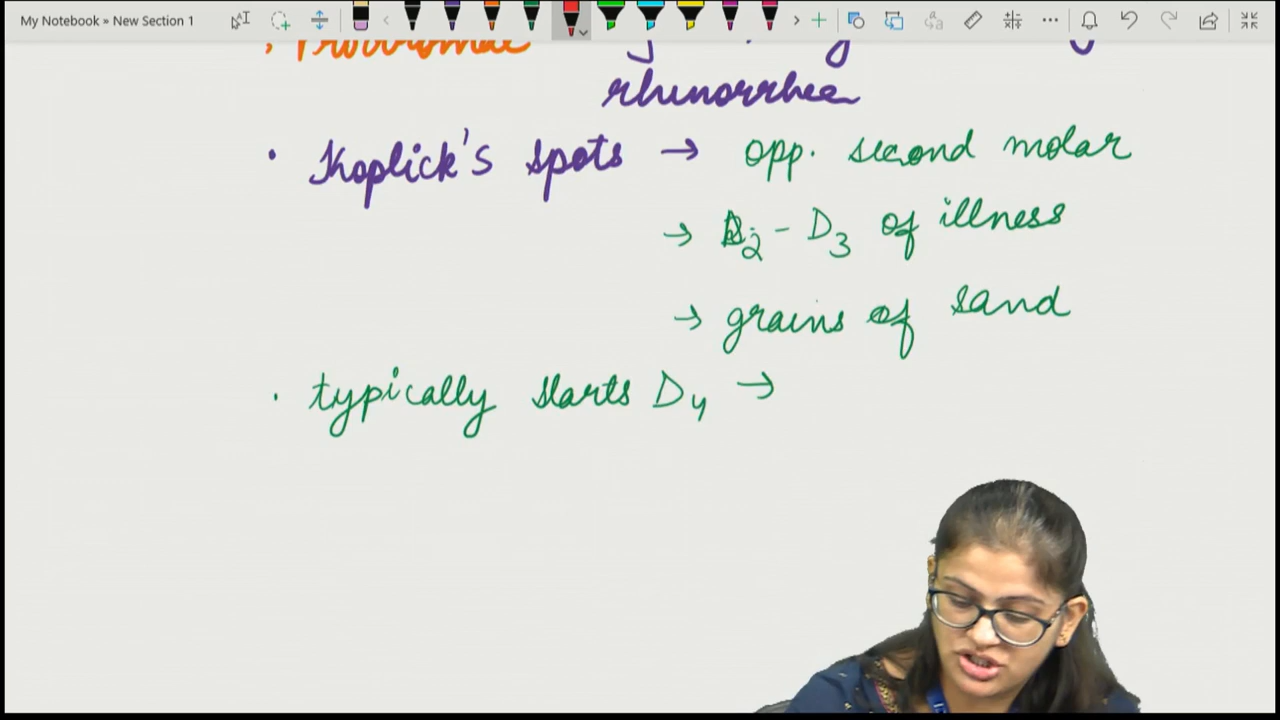 My Notebook » New Section 1
• Prodromal
rhinorrhea
• Koplick's spots → opp. second molar
→ D2 - D3 of illness
→ grains of sand
• typically starts D4 →